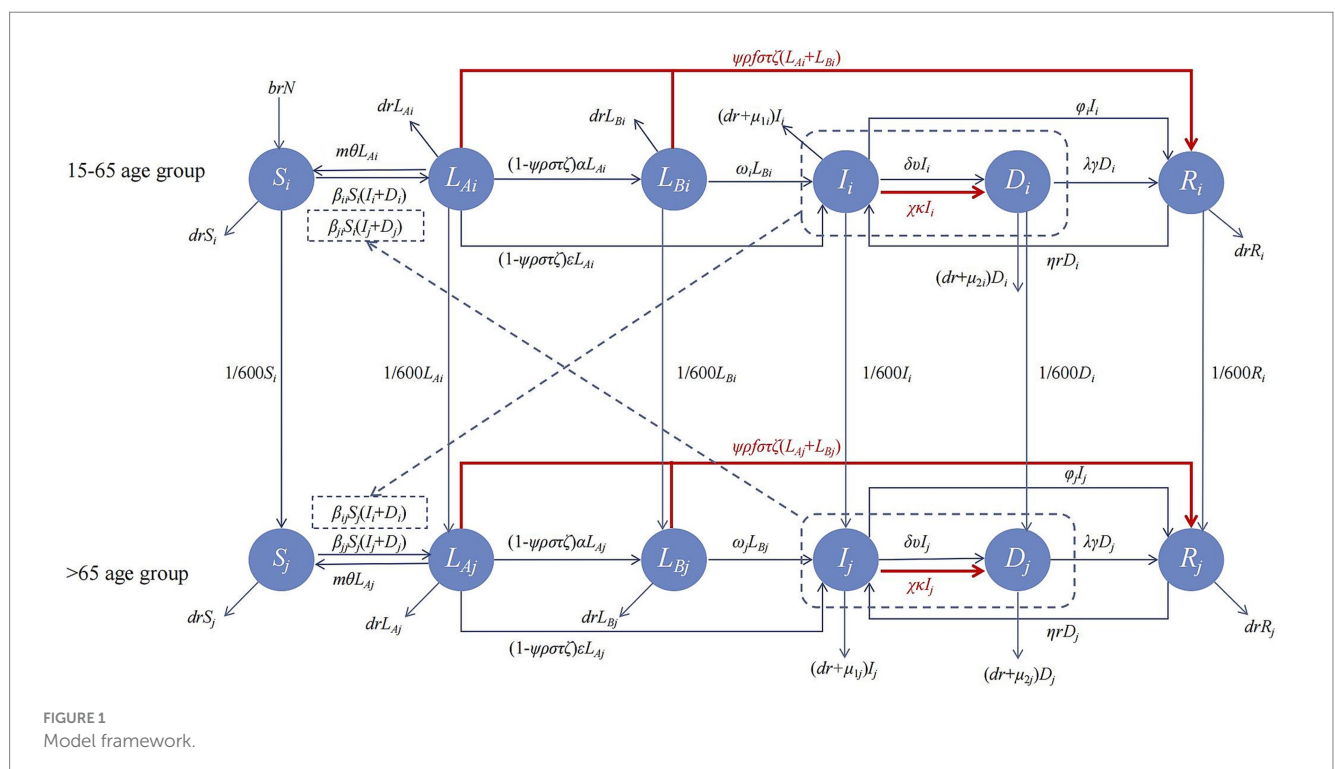 ψρfστζ(L_Ai+L_Bi)
brN
drL_Ai
drL_Bi
(dr+μ_1i)I_i
φ_iI_i
15-65 age group
S_i
mθL_Ai
L_Ai
(1-ψρστζ)αL_Ai
L_Bi
ω_iL_Bi
I_i
δυI_i
D_i
λγD_i
R_i
β_iiS_i(I_i+D_i)
χκI_i
drS_i
β_jiS_i(I_j+D_j)
(1-ψρστζ)εL_Ai
ηrD_i
drR_i
(dr+μ_2i)D_i
1/600S_i
1/600L_Ai
1/600L_Bi
1/600I_i
1/600D_i
1/600R_i
ψρfστζ(L_Aj+L_Bj)
φ_jI_j
β_ijS_j(I_i+D_i)
>65 age group
S_j
β_jjS_j(I_j+D_j)
L_Aj
(1-ψρστζ)αL_Aj
L_Bj
ω_jL_Bj
I_j
δυI_j
D_j
λγD_j
R_j
mθL_Aj
χκI_j
drS_j
drL_Aj
drL_Bj
ηrD_j
drR_j
(1-ψρστζ)εL_Aj
(dr+μ_1j)I_j
(dr+μ_2j)D_j
FIGURE 1
Model framework.